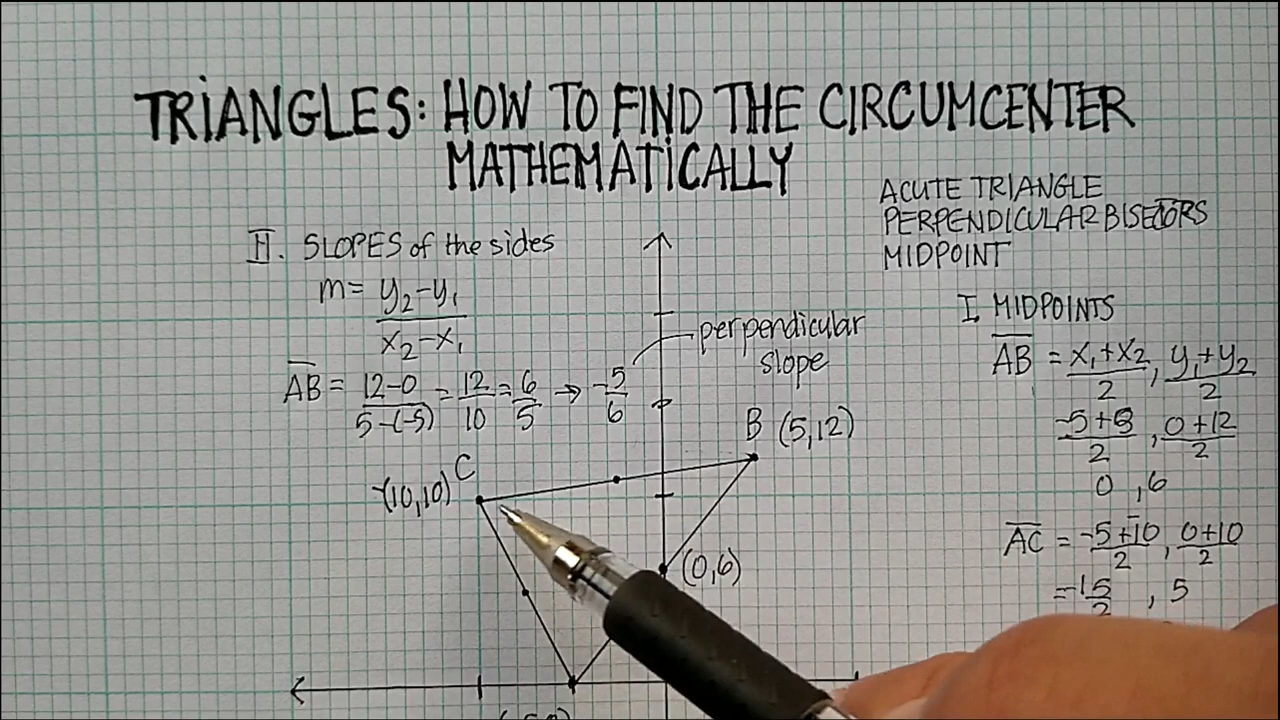 TRIANGLES: HOW TO FIND THE CIRCUMCENTER
MATHEMATICALLY
ACUTE TRIANGLE
PERPENDICULAR BISECTORS
MIDPOINT
II. SLOPES of the sides
m= y₂-y₁
x₂-x₁
AB = 12-0 = 12 = 6 → -5
5-(-5) 10 5 6
perpendicular
slope
I. MIDPOINTS
AB = x₁+x₂, y₁+y₂
2 2
-5+5, 0+12
2 2
0, 6
AC = -5+-10, 0+10
2 2
=-15, 5
2
B (5,12)
C
-(10,10)
(0,6)